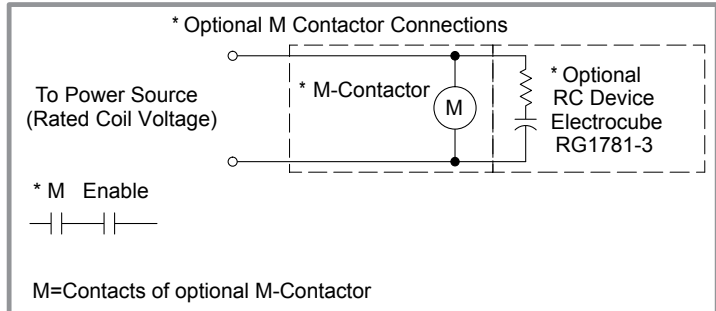 * Optional M Contactor Connections
To Power Source
(Rated Coil Voltage)
* M-Contactor
M
* Optional
RC Device
Electrocube
RG1781-3
* M Enable
M=Contacts of optional M-Contactor